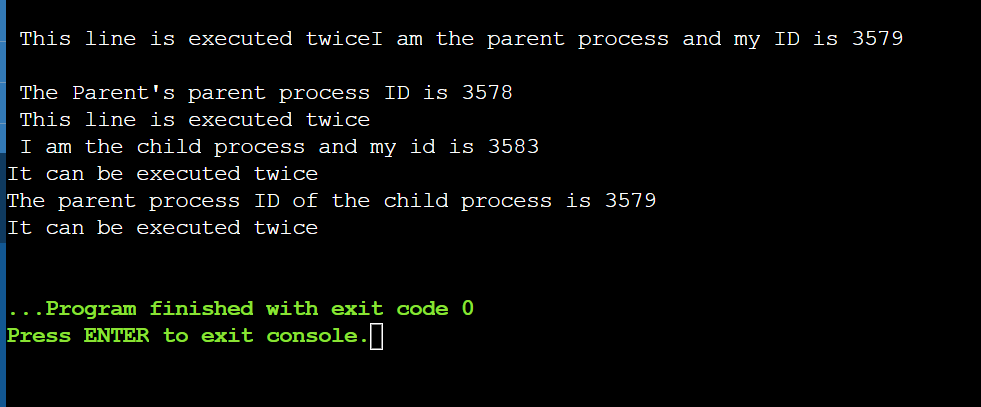 This line is executed twiceI am the parent process and my ID is 3579
The Parent's parent process ID is 3578
This line is executed twice
I am the child process and my id is 3583
It can be executed twice
The parent process ID of the child process is 3579
It can be executed twice
...Program finished with exit code 0
Press ENTER to exit console.